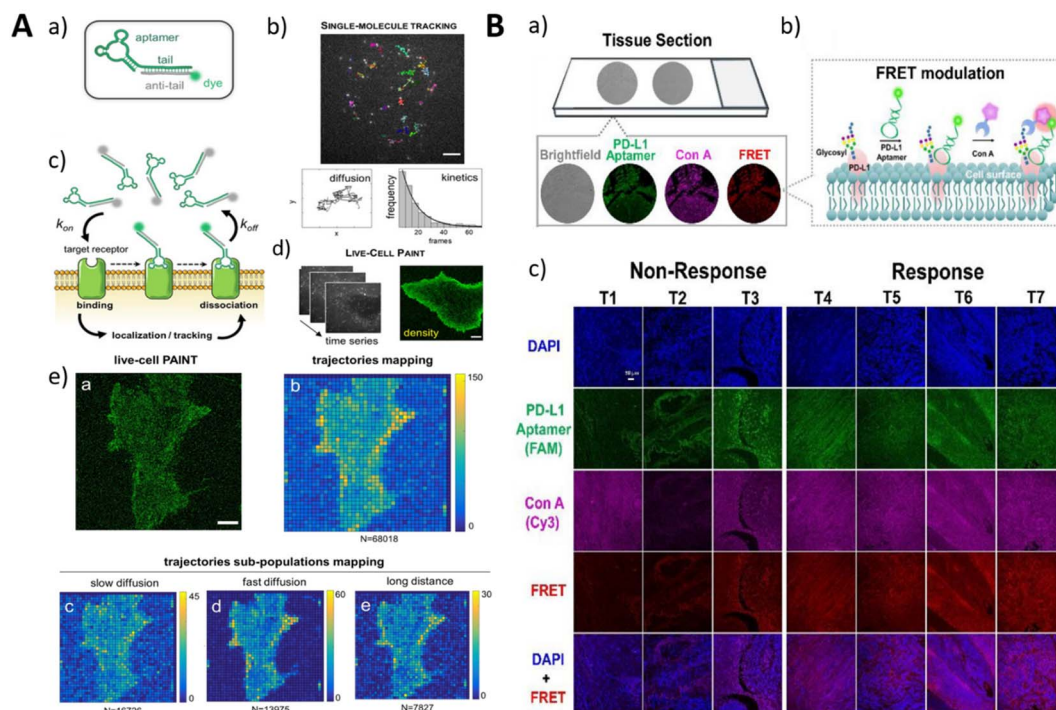 A
a)
aptamer
tail
anti-tail
dye
b)
SINGLE-MOLECULE TRACKING
diffusion
y
x
kinetics
frequency
20
40
60
frames
c)
kon
koff
target receptor
binding
dissociation
localization / tracking
d)
LIVE-CELL PAINT
time series
density
e)
live-cell PAINT
a
trajectories mapping
b
150
0
N=68018
trajectories sub-populations mapping
slow diffusion
fast diffusion
long distance
c
45
0
d
60
0
e
30
0
N=16726
N=13975
N=7827
B
a)
Tissue Section
Brightfield
PD-L1
Aptamer
Con A
FRET
b)
FRET modulation
Glycosyl
PD-L1
PD-L1
Aptamer
Con A
Cell surface
c)
Non-Response
Response
T1
T2
T3
T4
T5
T6
T7
DAPI
PD-L1
Aptamer
(FAM)
Con A
(Cy3)
FRET
DAPI
+
FRET